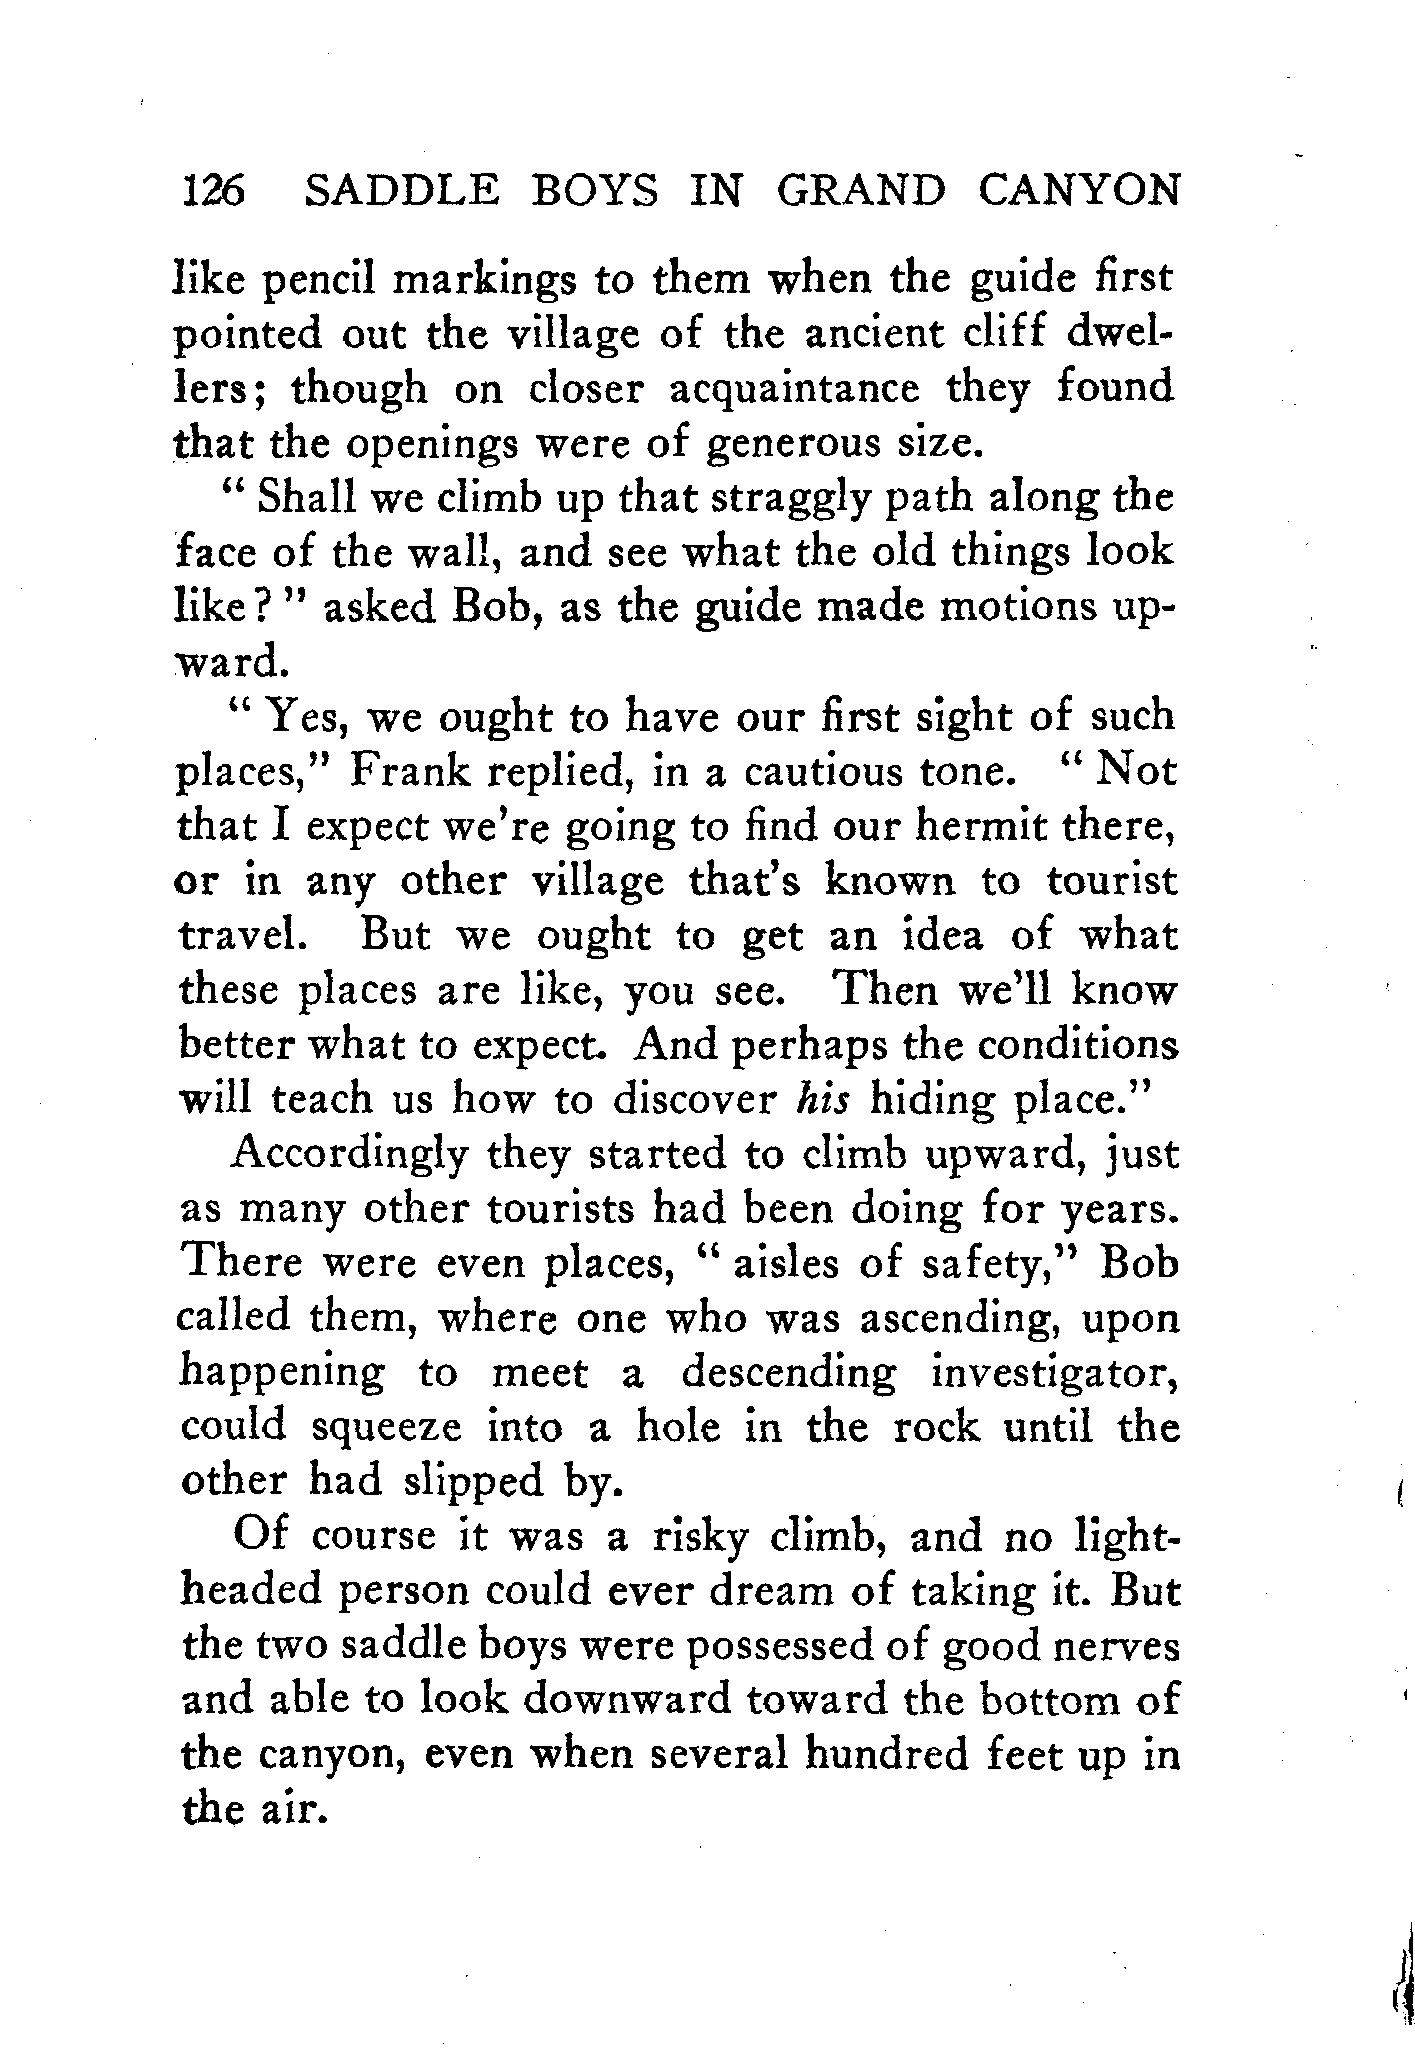 126 SADDLE BOYS IN GRAND CANYON
like pencil markings to them when the guide first
pointed out the village of the ancient cliff dwel-
lers; though on closer acquaintance they found
that the openings were of generous size.
" Shall we climb up that straggly path along the
face of the wall, and see what the old things look
like? " asked Bob, as the guide made motions up-
ward.
" Yes, we ought to have our first sight of such
places," Frank replied, in a cautious tone. " Not
that I expect we're going to find our hermit there,
or in any other village that's known to tourist
travel. But we ought to get an idea of what
these places are like, you see. Then we'll know
better what to expect. And perhaps the conditions
will teach us how to discover his hiding place."
Accordingly they started to climb upward, just
as many other tourists had been doing for years.
There were even places, " aisles of safety," Bob
called them, where one who was ascending, upon
happening to meet a descending investigator,
could squeeze into a hole in the rock until the
other had slipped by.
Of course it was a risky climb, and no light-
headed person could ever dream of taking it. But
the two saddle boys were possessed of good nerves
and able to look downward toward the bottom of
the canyon, even when several hundred feet up in
the air.